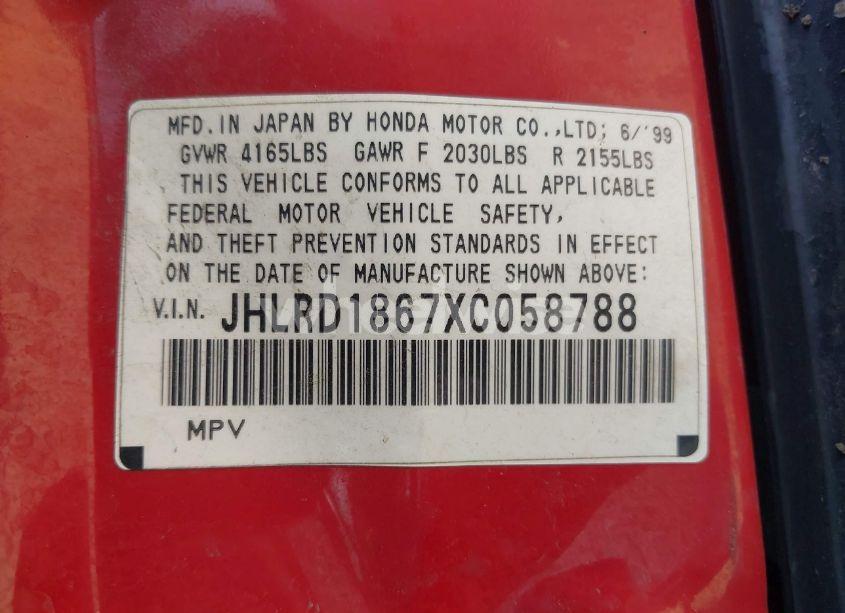 MFD. IN JAPAN BY HONDA MOTOR CO.,LTD; 6/'99
GVWR 4165LBS GAWR F 2030LBS R 2155LBS
THIS VEHICLE CONFORMS TO ALL APPLICABLE
FEDERAL MOTOR VEHICLE SAFETY,
AND THEFT PREVENTION STANDARDS IN EFFECT
ON THE DATE OF MANUFACTURE SHOWN ABOVE:
V.I.N. JHLRD1867XC058788
MPV